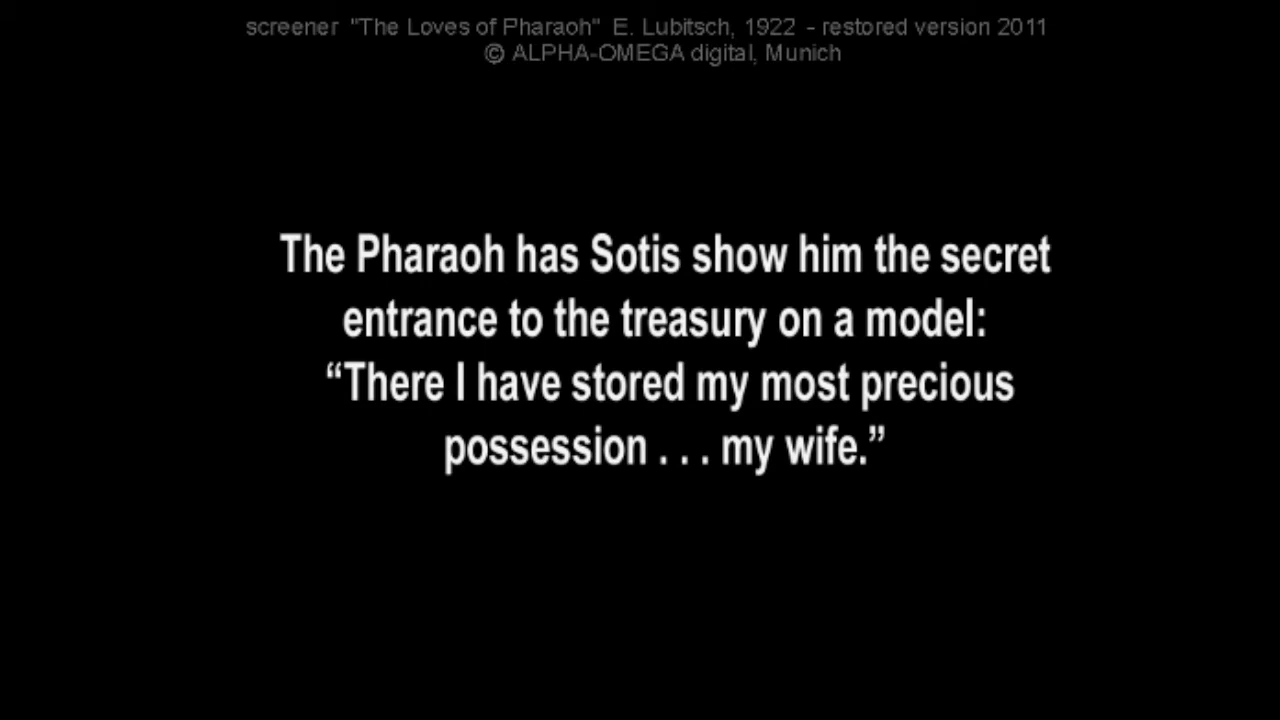 screener "The Loves of Pharaoh" E. Lubitsch, 1922 - restored version 2011
© ALPHA-OMEGA digital, Munich
The Pharaoh has Sotis show him the secret
entrance to the treasury on a model:
“There I have stored my most precious
possession . . . my wife.”